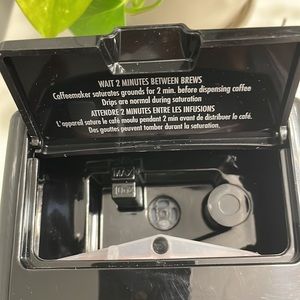 WAIT 2 MINUTES BETWEEN BREWS
Coffeemaker saturates grounds for 2 min. before dispensing coffee
Drips are normal during saturation
ATTENDRE 2 MINUTES ENTRE LES INFUSIONS
L'appareil sature le café moulu pendant 2 min avant de distribuer le café.
Des gouttes peuvent tomber durant la saturation.
MAX